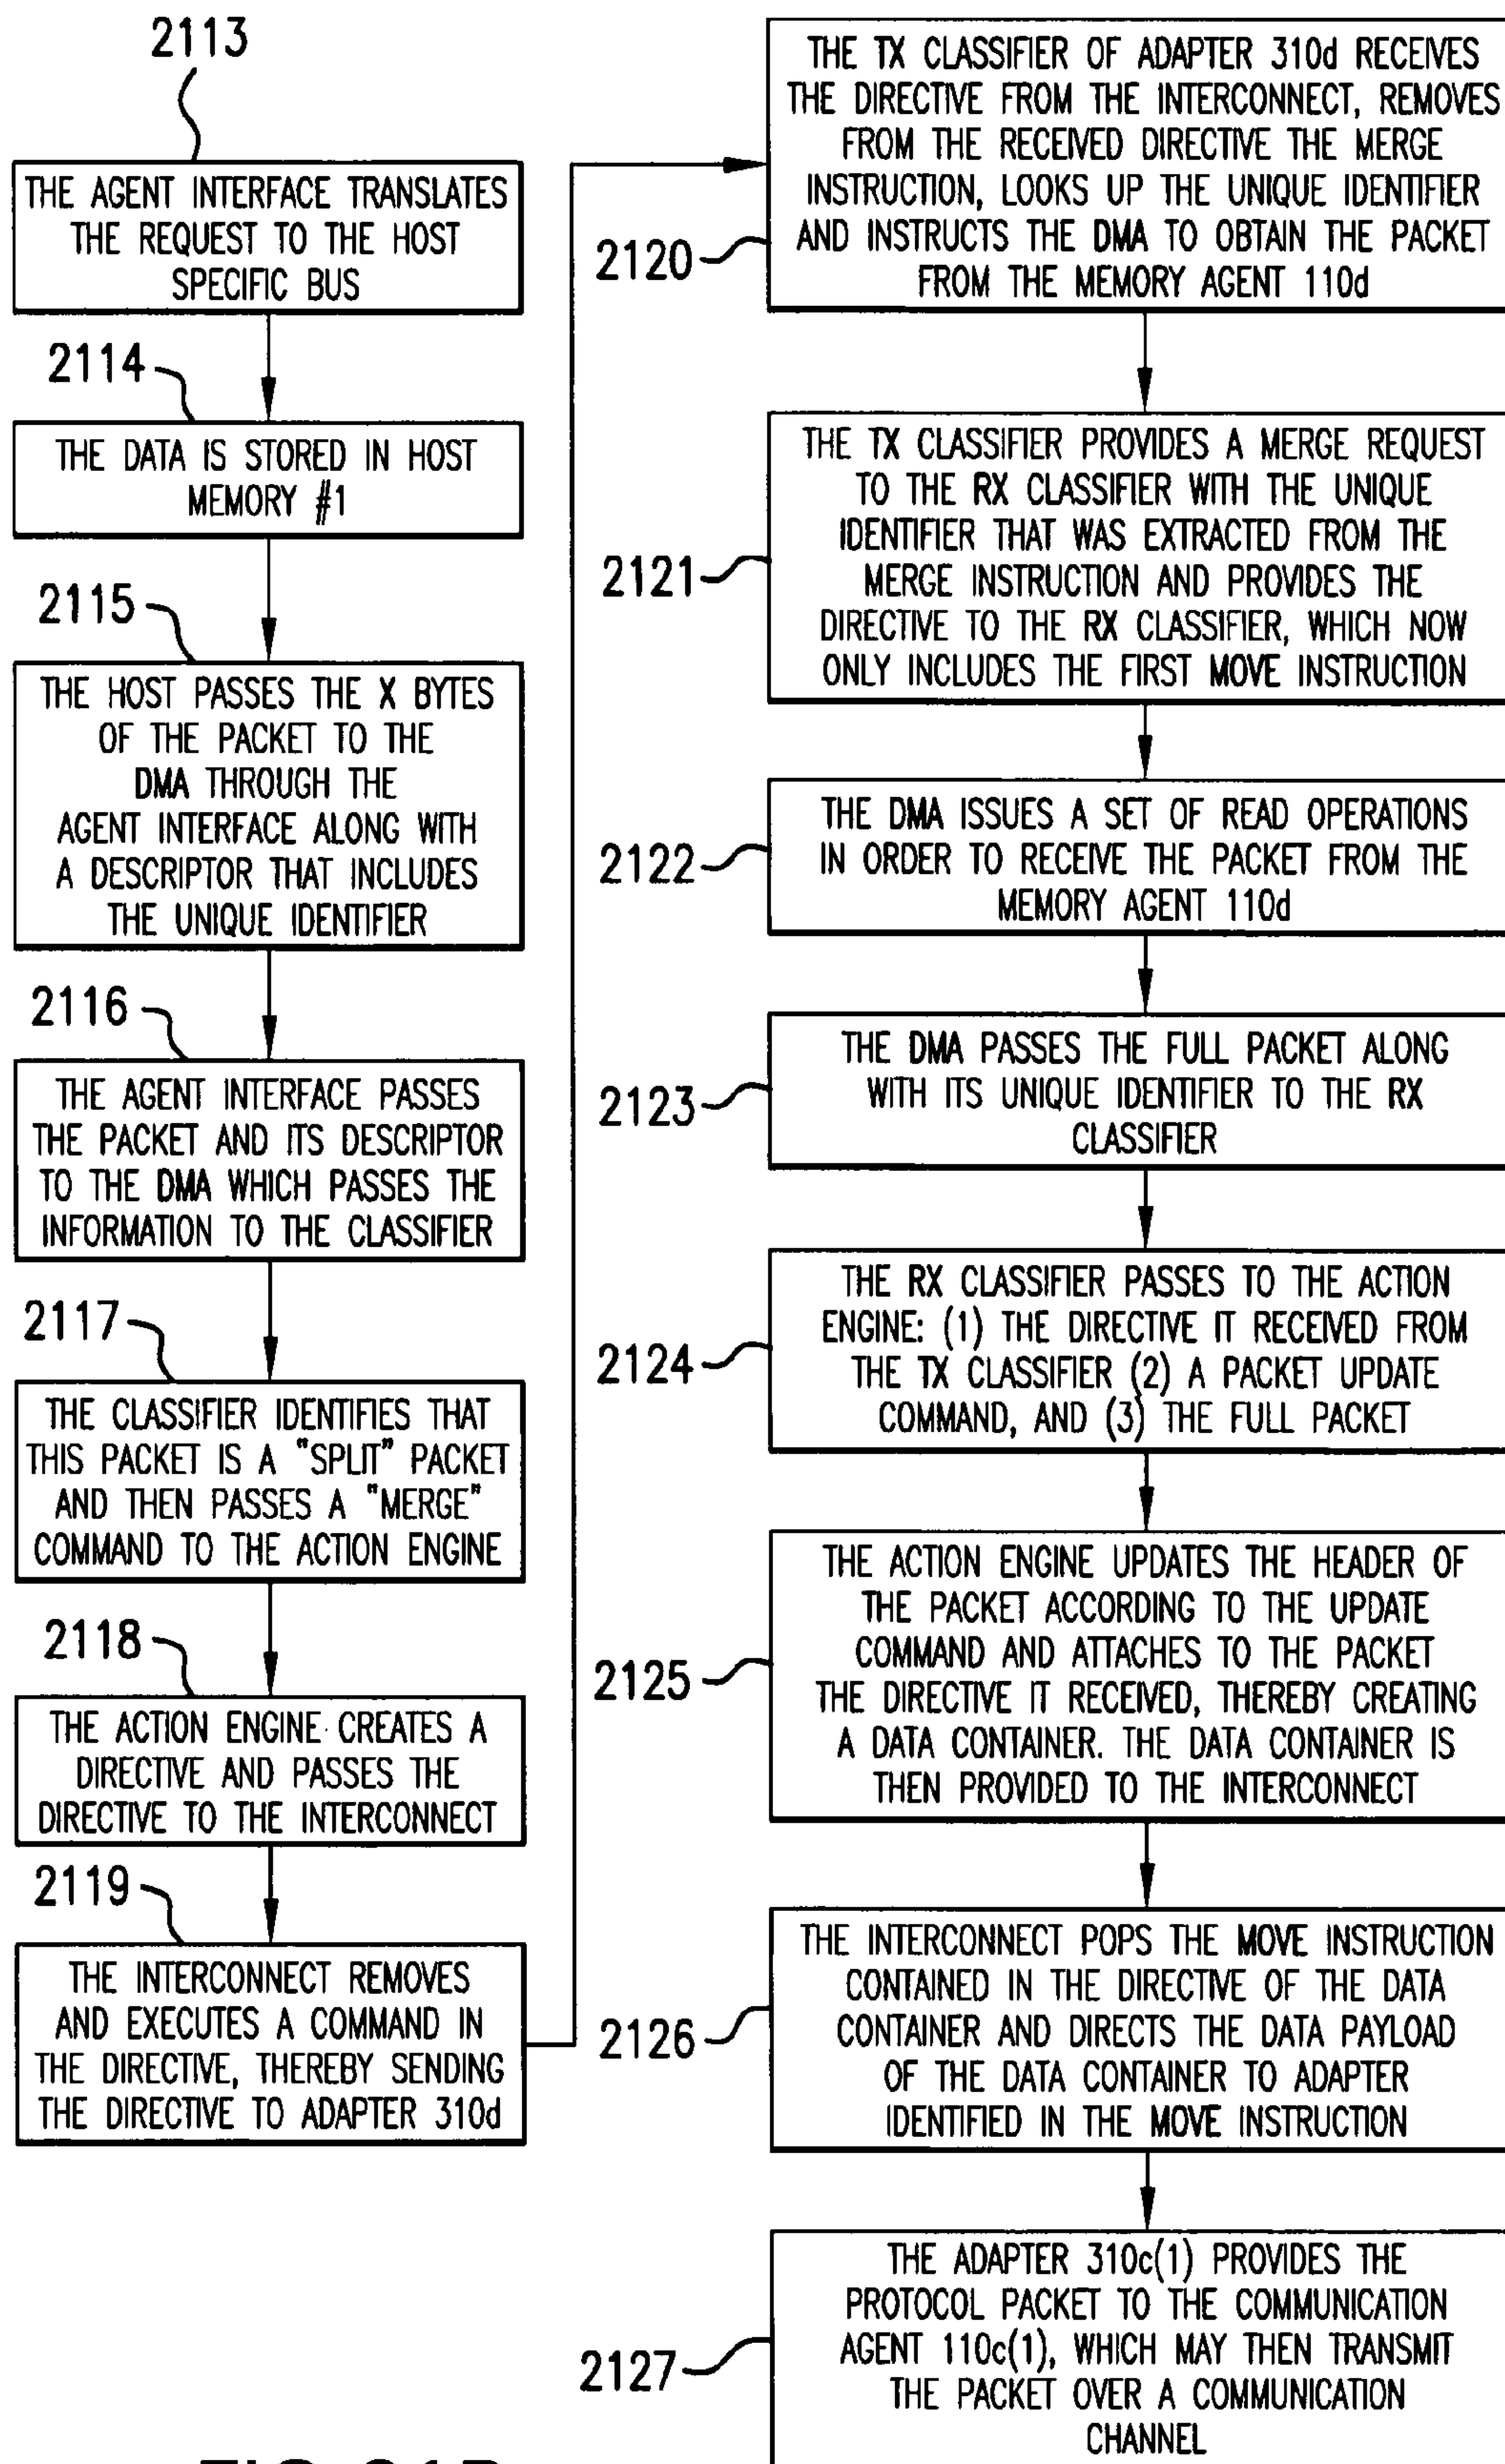 2113
THE AGENT INTERFACE TRANSLATES
THE REQUEST TO THE HOST
SPECIFIC BUS
2114
THE DATA IS STORED IN HOST
MEMORY #1
2115
THE HOST PASSES THE X BYTES
OF THE PACKET TO THE
DMA THROUGH THE
AGENT INTERFACE ALONG WITH
A DESCRIPTOR THAT INCLUDES
THE UNIQUE IDENTIFIER
2116
THE AGENT INTERFACE PASSES
THE PACKET AND ITS DESCRIPTOR
TO THE DMA WHICH PASSES THE
INFORMATION TO THE CLASSIFIER
2117
THE CLASSIFIER IDENTIFIES THAT
THIS PACKET IS A "SPLIT" PACKET
AND THEN PASSES A "MERGE"
COMMAND TO THE ACTION ENGINE
2118
THE ACTION ENGINE CREATES A
DIRECTIVE AND PASSES THE
DIRECTIVE TO THE INTERCONNECT
2119
THE INTERCONNECT REMOVES
AND EXECUTES A COMMAND IN
THE DIRECTIVE, THEREBY SENDING
THE DIRECTIVE TO ADAPTER 310d
2120
THE TX CLASSIFIER OF ADAPTER 310d RECEIVES
THE DIRECTIVE FROM THE INTERCONNECT, REMOVES
FROM THE RECEIVED DIRECTIVE THE MERGE
INSTRUCTION, LOOKS UP THE UNIQUE IDENTIFIER
AND INSTRUCTS THE DMA TO OBTAIN THE PACKET
FROM THE MEMORY AGENT 110d
2121
THE TX CLASSIFIER PROVIDES A MERGE REQUEST
TO THE RX CLASSIFIER WITH THE UNIQUE
IDENTIFIER THAT WAS EXTRACTED FROM THE
MERGE INSTRUCTION AND PROVIDES THE
DIRECTIVE TO THE RX CLASSIFIER, WHICH NOW
ONLY INCLUDES THE FIRST MOVE INSTRUCTION
2122
THE DMA ISSUES A SET OF READ OPERATIONS
IN ORDER TO RECEIVE THE PACKET FROM THE
MEMORY AGENT 110d
2123
THE DMA PASSES THE FULL PACKET ALONG
WITH ITS UNIQUE IDENTIFIER TO THE RX
CLASSIFIER
2124
THE RX CLASSIFIER PASSES TO THE ACTION
ENGINE: (1) THE DIRECTIVE IT RECEIVED FROM
THE TX CLASSIFIER (2) A PACKET UPDATE
COMMAND, AND (3) THE FULL PACKET
2125
THE ACTION ENGINE UPDATES THE HEADER OF
THE PACKET ACCORDING TO THE UPDATE
COMMAND AND ATTACHES TO THE PACKET
THE DIRECTIVE IT RECEIVED, THEREBY CREATING
A DATA CONTAINER. THE DATA CONTAINER IS
THEN PROVIDED TO THE INTERCONNECT
2126
THE INTERCONNECT POPS THE MOVE INSTRUCTION
CONTAINED IN THE DIRECTIVE OF THE DATA
CONTAINER AND DIRECTS THE DATA PAYLOAD
OF THE DATA CONTAINER TO ADAPTER
IDENTIFIED IN THE MOVE INSTRUCTION
2127
THE ADAPTER 310c(1) PROVIDES THE
PROTOCOL PACKET TO THE COMMUNICATION
AGENT 110c(1), WHICH MAY THEN TRANSMIT
THE PACKET OVER A COMMUNICATION
CHANNEL